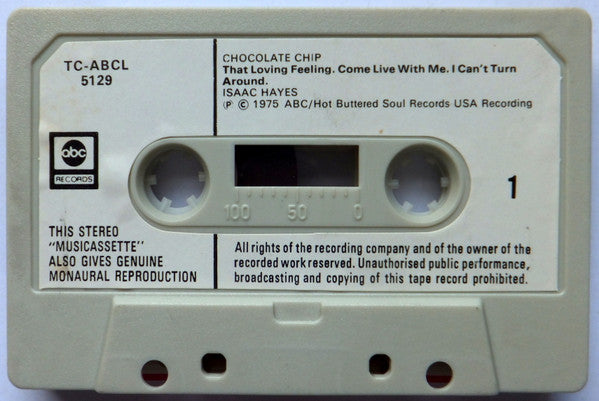 TC-ABCL
5129
CHOCOLATE CHIP
That Loving Feeling. Come Live With Me. I Can't Turn
Around.
ISAAC HAYES
℗ © 1975 ABC/Hot Buttered Soul Records USA Recording
abc
RECORDS
100 50 0
1
THIS STEREO
"MUSICASSETTE"
ALSO GIVES GENUINE
MONAURAL REPRODUCTION
All rights of the recording company and of the owner of the
recorded work reserved. Unauthorised public performance,
broadcasting and copying of this tape record prohibited.